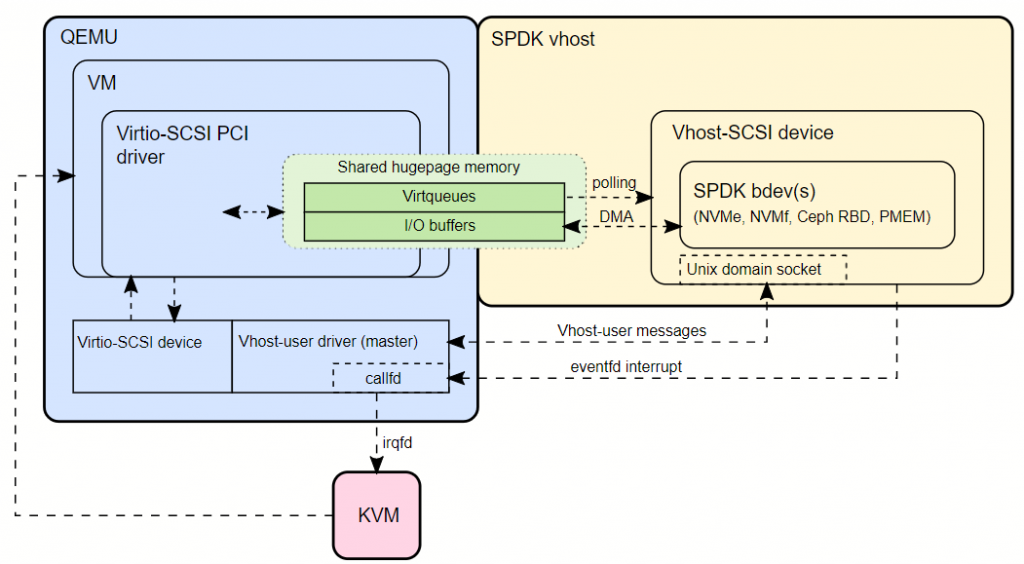 QEMU
SPDK vhost
VM
Virtio-SCSI PCI
driver
Vhost-SCSI device
Shared hugepage memory
Virtqueues
I/O buffers
polling
DMA
SPDK bdev(s)
(NVMe, NVMf, Ceph RBD, PMEM)
Unix domain socket
Virtio-SCSI device
Vhost-user driver (master)
callfd
Vhost-user messages
eventfd interrupt
irqfd
KVM